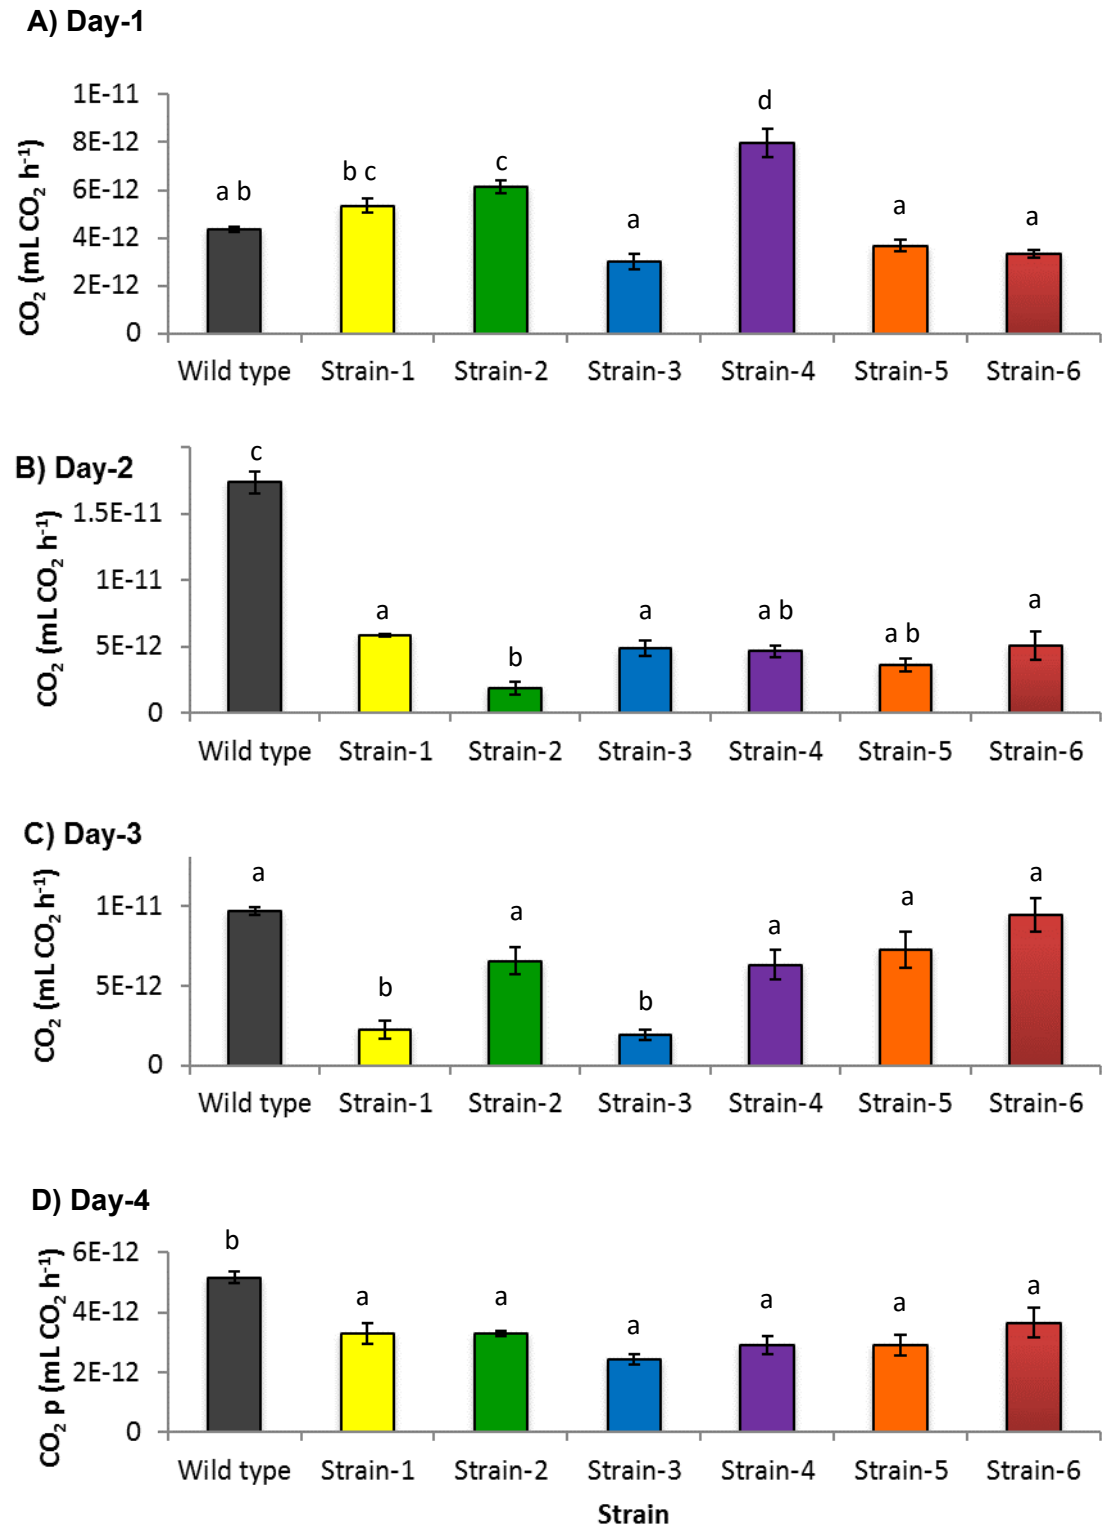 A) Day-1
CO₂ (mL CO₂ h⁻¹)
1E-11
8E-12
6E-12
4E-12
2E-12
0
a b
b c
c
a
d
a
a
Wild type Strain-1 Strain-2 Strain-3 Strain-4 Strain-5 Strain-6
B) Day-2
CO₂ (mL CO₂ h⁻¹)
1.5E-11
1E-11
5E-12
0
c
a
b
a
a b
a b
a
Wild type Strain-1 Strain-2 Strain-3 Strain-4 Strain-5 Strain-6
C) Day-3
CO₂ (mL CO₂ h⁻¹)
1E-11
5E-12
0
a
b
a
b
a
a
a
Wild type Strain-1 Strain-2 Strain-3 Strain-4 Strain-5 Strain-6
D) Day-4
CO₂ p (mL CO₂ h⁻¹)
6E-12
4E-12
2E-12
0
b
a
a
a
a
a
a
Wild type Strain-1 Strain-2 Strain-3 Strain-4 Strain-5 Strain-6
Strain